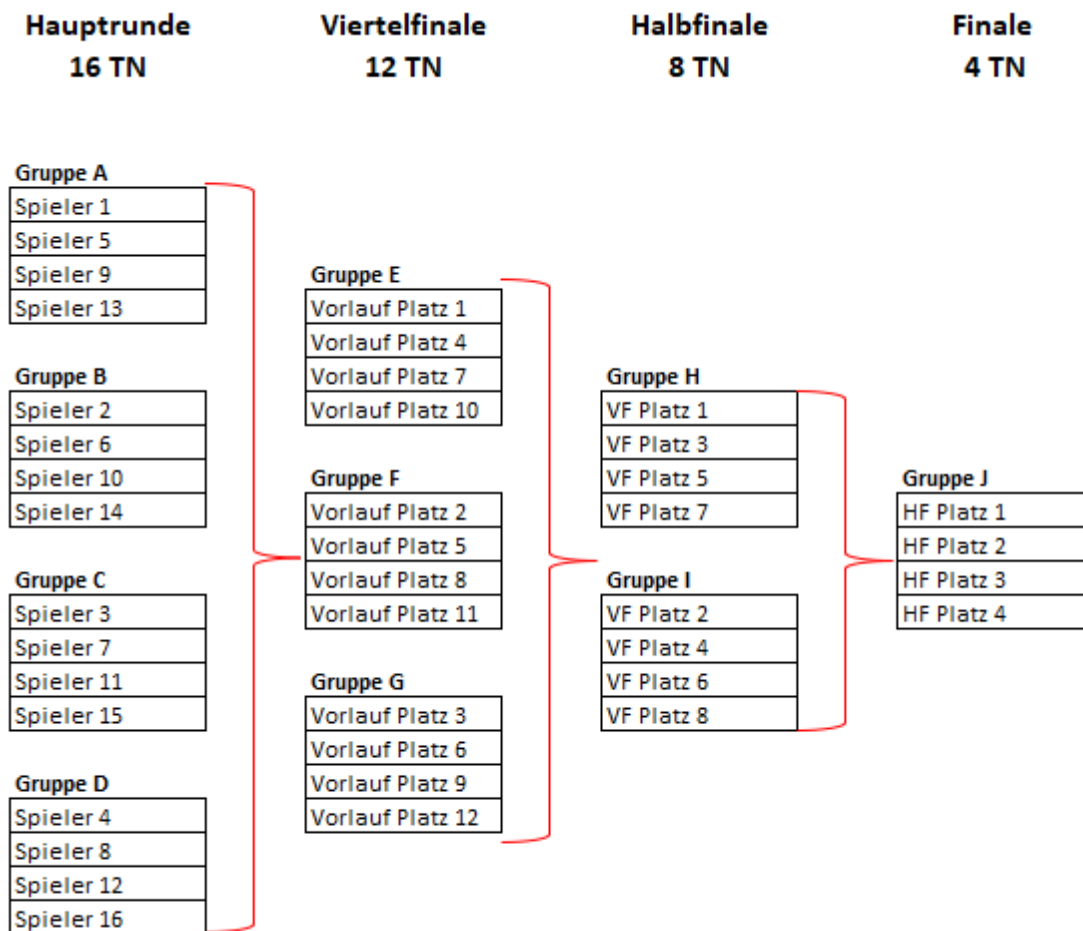 Hauptrunde
16 TN
Viertelfinale
12 TN
Halbfinale
8 TN
Finale
4 TN
Gruppe A
Spieler 1
Spieler 5
Spieler 9
Spieler 13
Gruppe B
Spieler 2
Spieler 6
Spieler 10
Spieler 14
Gruppe C
Spieler 3
Spieler 7
Spieler 11
Spieler 15
Gruppe D
Spieler 4
Spieler 8
Spieler 12
Spieler 16
Gruppe E
Vorlauf Platz 1
Vorlauf Platz 4
Vorlauf Platz 7
Vorlauf Platz 10
Gruppe F
Vorlauf Platz 2
Vorlauf Platz 5
Vorlauf Platz 8
Vorlauf Platz 11
Gruppe G
Vorlauf Platz 3
Vorlauf Platz 6
Vorlauf Platz 9
Vorlauf Platz 12
Gruppe H
VF Platz 1
VF Platz 3
VF Platz 5
VF Platz 7
Gruppe I
VF Platz 2
VF Platz 4
VF Platz 6
VF Platz 8
Gruppe J
HF Platz 1
HF Platz 2
HF Platz 3
HF Platz 4